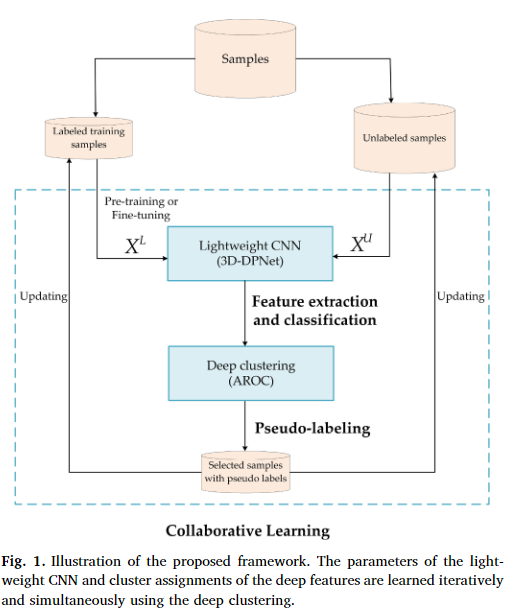 Samples
Labeled training
samples
Unlabeled samples
Pre-training or
Fine-tuning
X^L
X^U
Lightweight CNN
(3D-DPNet)
Updating
Updating
Feature extraction
and classification
Deep clustering
(AROC)
Pseudo-labeling
Selected samples
with pseudo labels
Collaborative Learning
Fig. 1. Illustration of the proposed framework. The parameters of the light-
weight CNN and cluster assignments of the deep features are learned iteratively
and simultaneously using the deep clustering.